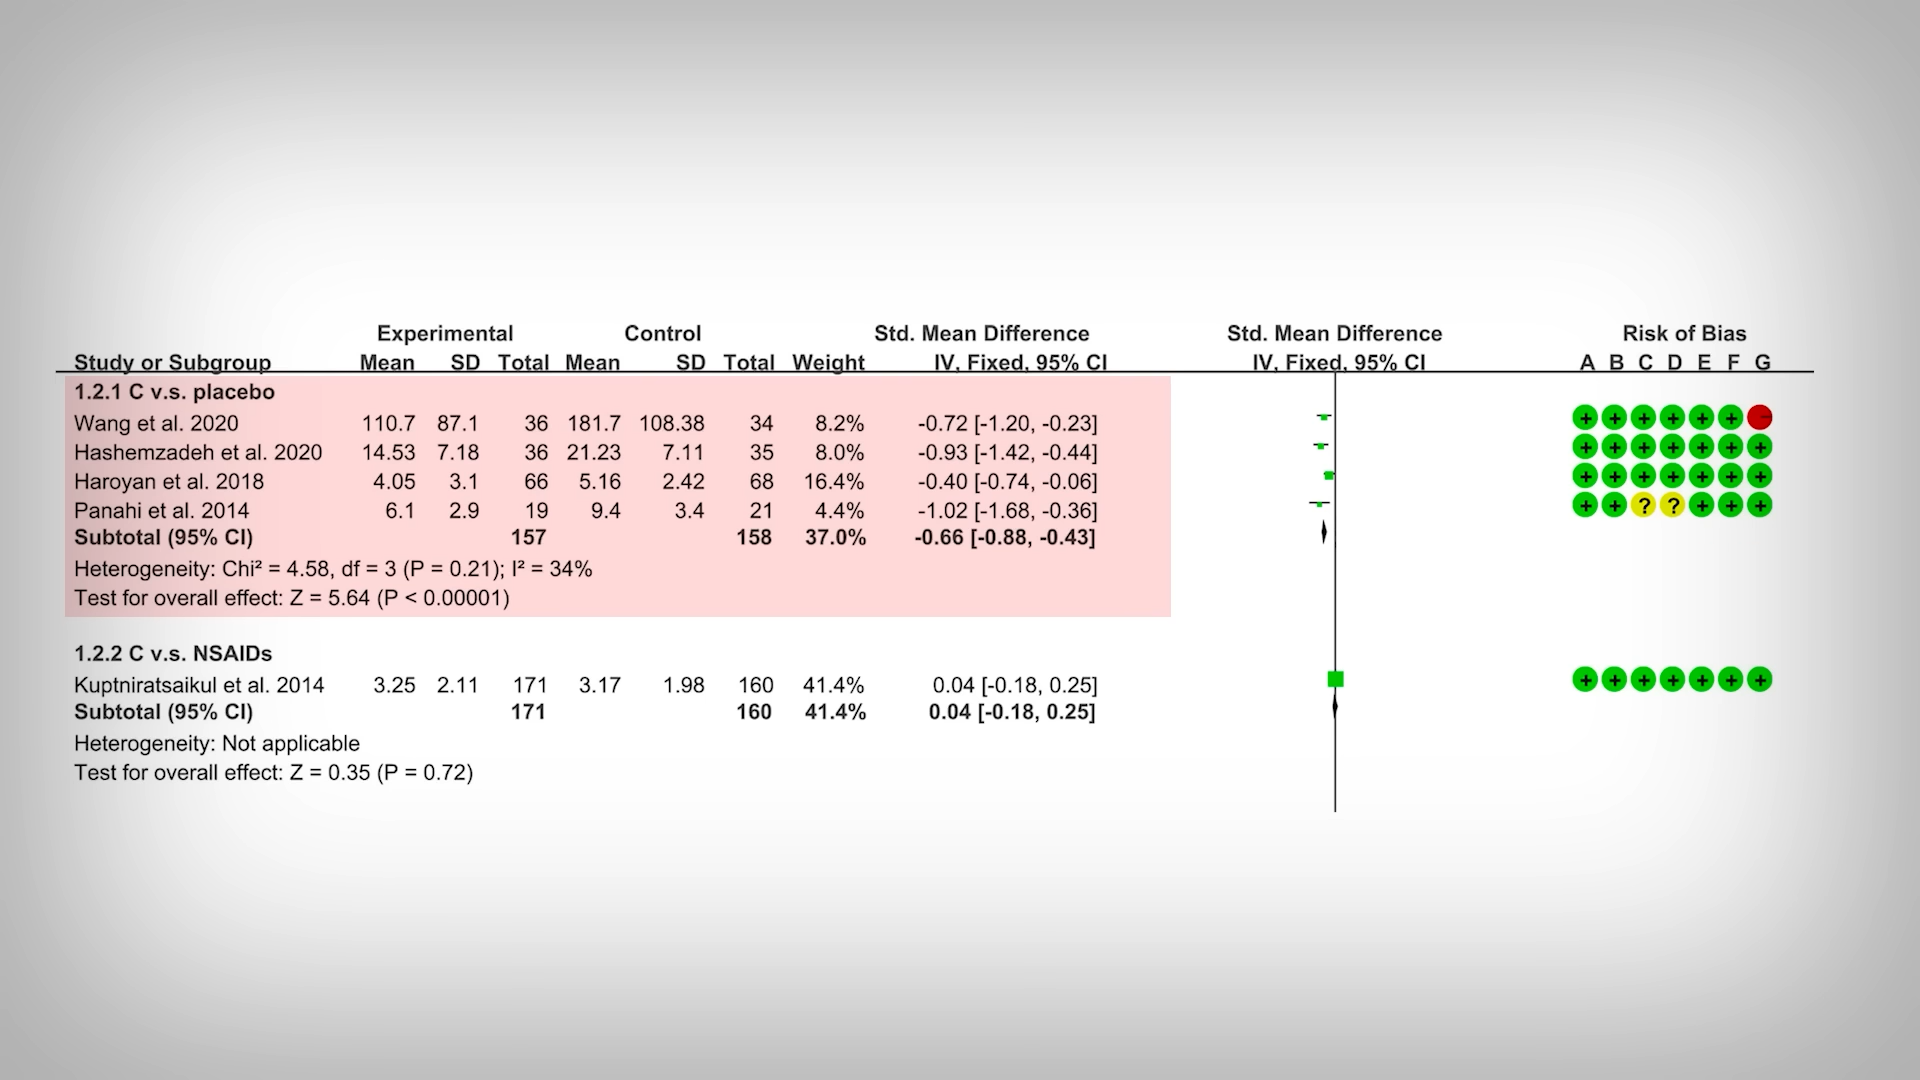 Experimental Control Std. Mean Difference Std. Mean Difference Risk of Bias
Study or Subgroup Mean SD Total Mean SD Total Weight IV, Fixed, 95% CI IV, Fixed, 95% CI A B C D E F G
1.2.1 C v.s. placebo
Wang et al. 2020 110.7 87.1 36 181.7 108.38 34 8.2% -0.72 [-1.20, -0.23] + + + + + + -
Hashemzadeh et al. 2020 14.53 7.18 36 21.23 7.11 35 8.0% -0.93 [-1.42, -0.44] + + + + + + +
Haroyan et al. 2018 4.05 3.1 66 5.16 2.42 68 16.4% -0.40 [-0.74, -0.06] + + + + + + +
Panahi et al. 2014 6.1 2.9 19 9.4 3.4 21 4.4% -1.02 [-1.68, -0.36] + + ? ? + + +
Subtotal (95% CI) 157 158 37.0% -0.66 [-0.88, -0.43]
Heterogeneity: Chi² = 4.58, df = 3 (P = 0.21); I² = 34%
Test for overall effect: Z = 5.64 (P < 0.00001)
1.2.2 C v.s. NSAIDs
Kuptniratsaikul et al. 2014 3.25 2.11 171 3.17 1.98 160 41.4% 0.04 [-0.18, 0.25] + + + + + + +
Subtotal (95% CI) 171 160 41.4% 0.04 [-0.18, 0.25]
Heterogeneity: Not applicable
Test for overall effect: Z = 0.35 (P = 0.72)